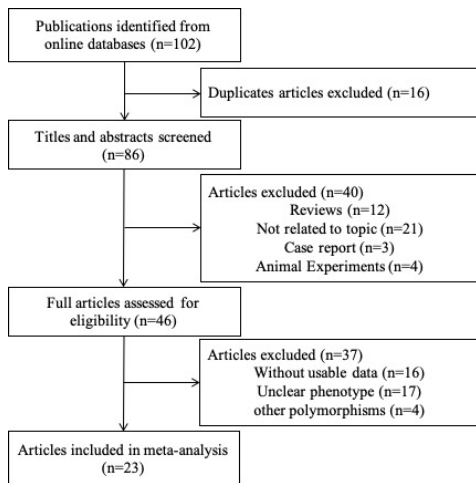 Publications identified from
online databases (n=102)
Duplicates articles excluded (n=16)
Titles and abstracts screened
(n=86)
Articles excluded (n=40)
Reviews (n=12)
Not related to topic (n=21)
Case report (n=3)
Animal Experiments (n=4)
Full articles assessed for
eligibility (n=46)
Articles excluded (n=37)
Without usable data (n=16)
Unclear phenotype (n=17)
other polymorphisms (n=4)
Articles included in meta-analysis
(n=23)